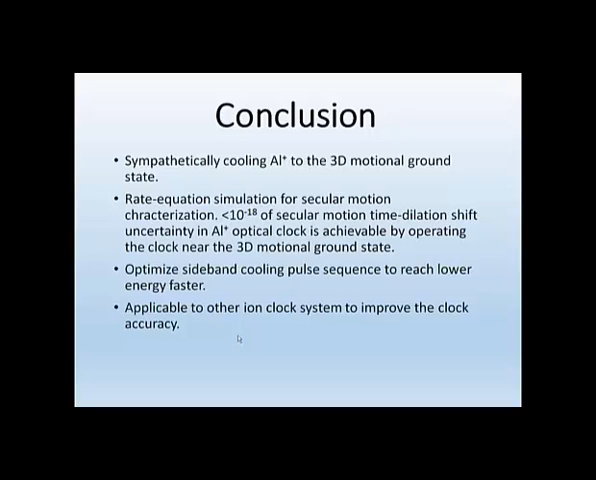 Conclusion
• Sympathetically cooling Al⁺ to the 3D motional ground
state.
• Rate-equation simulation for secular motion
chracterization. <10⁻¹⁸ of secular motion time-dilation shift
uncertainty in Al⁺ optical clock is achievable by operating
the clock near the 3D motional ground state.
• Optimize sideband cooling pulse sequence to reach lower
energy faster.
• Applicable to other ion clock system to improve the clock
accuracy.